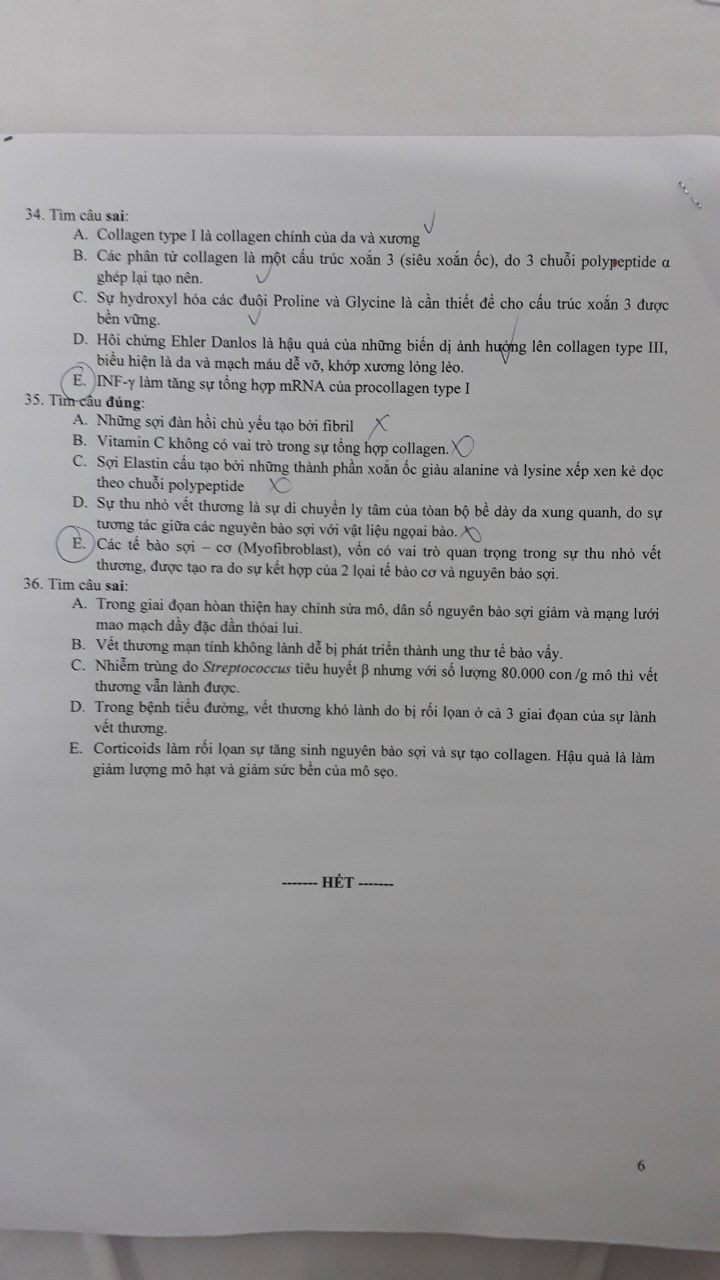 34. Tìm câu sai:
A. Collagen type I là collagen chính của da và xương
B. Các phân tử collagen là một cấu trúc xoắn 3 (siêu xoắn ốc), do 3 chuỗi polypeptide α
ghép lại tạo nên.
C. Sự hydroxyl hóa các đuôi Proline và Glycine là cần thiết để cho cấu trúc xoắn 3 được
bền vững.
D. Hôi chứng Ehler Danlos là hậu quả của những biến dị ảnh hưởng lên collagen type III,
biểu hiện là da và mạch máu dễ vỡ, khớp xương lỏng lẻo.
E. INF-γ làm tăng sự tổng hợp mRNA của procollagen type I
35. Tìm câu đúng:
A. Những sợi đàn hồi chủ yếu tạo bởi fibril
B. Vitamin C không có vai trò trong sự tổng hợp collagen.
C. Sợi Elastin cấu tạo bởi những thành phần xoắn ốc giàu alanine và lysine xếp xen kẻ dọc
theo chuỗi polypeptide
D. Sự thu nhỏ vết thương là sự di chuyển ly tâm của tòan bộ bề dày da xung quanh, do sự
tương tác giữa các nguyên bào sợi với vật liệu ngọai bào.
E. Các tế bào sợi – cơ (Myofibroblast), vốn có vai trò quan trọng trong sự thu nhỏ vết
thương, được tạo ra do sự kết hợp của 2 lọai tế bào cơ và nguyên bào sợi.
36. Tìm câu sai:
A. Trong giai đọan hòan thiện hay chỉnh sửa mô, dân số nguyên bào sợi giảm và mạng lưới
mao mạch dầy đặc dần thóai lui.
B. Vết thương mạn tính không lành dễ bị phát triển thành ung thư tế bào vẩy.
C. Nhiễm trùng do Streptococcus tiêu huyết β nhưng với số lượng 80.000 con /g mô thì vết
thương vẫn lành được.
D. Trong bệnh tiểu đường, vết thương khó lành do bị rối lọan ở cả 3 giai đọan của sự lành
vết thương.
E. Corticoids làm rối lọan sự tăng sinh nguyên bào sợi và sự tạo collagen. Hậu quả là làm
giảm lượng mô hạt và giảm sức bền của mô sẹo.
------- HẾT -------
6